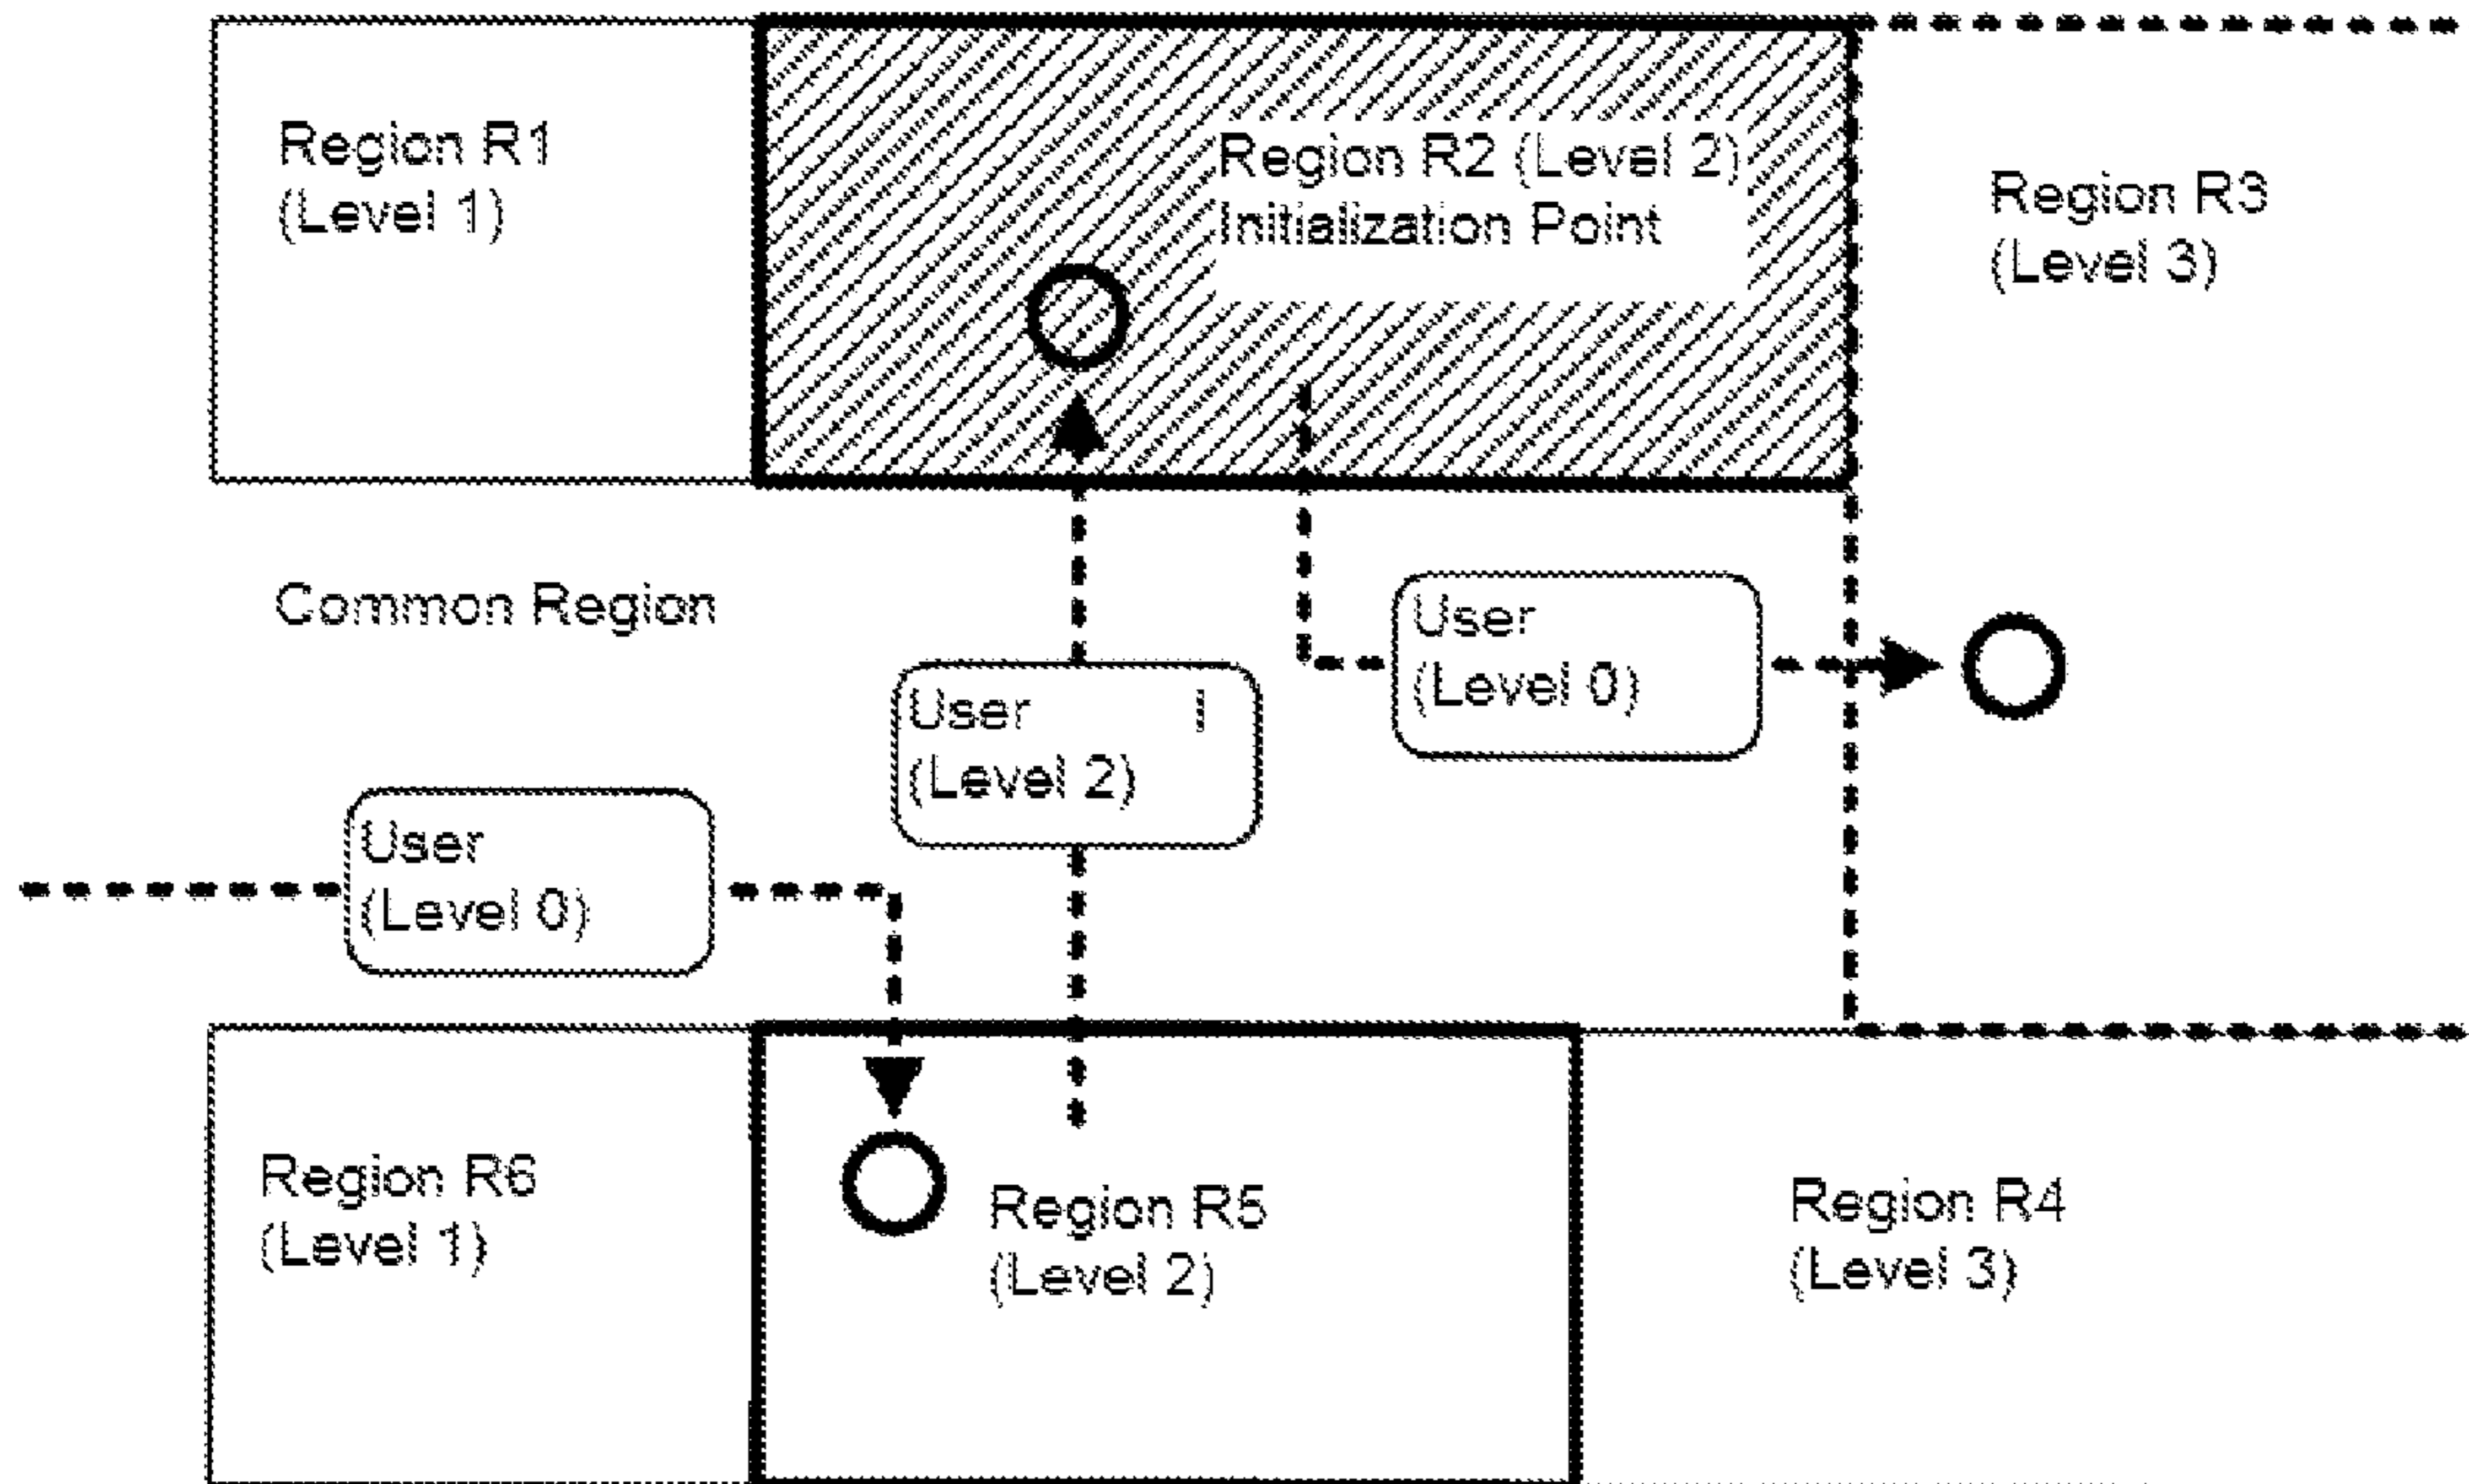 Region R1
(Level 1)
Region R2 (Level 2)
Initialization Point
Region R3
(Level 3)
Common Region
User
(Level 0)
User I
(Level 2)
User
(Level 0)
Region R6
(Level 1)
Region R5
(Level 2)
Region R4
(Level 3)